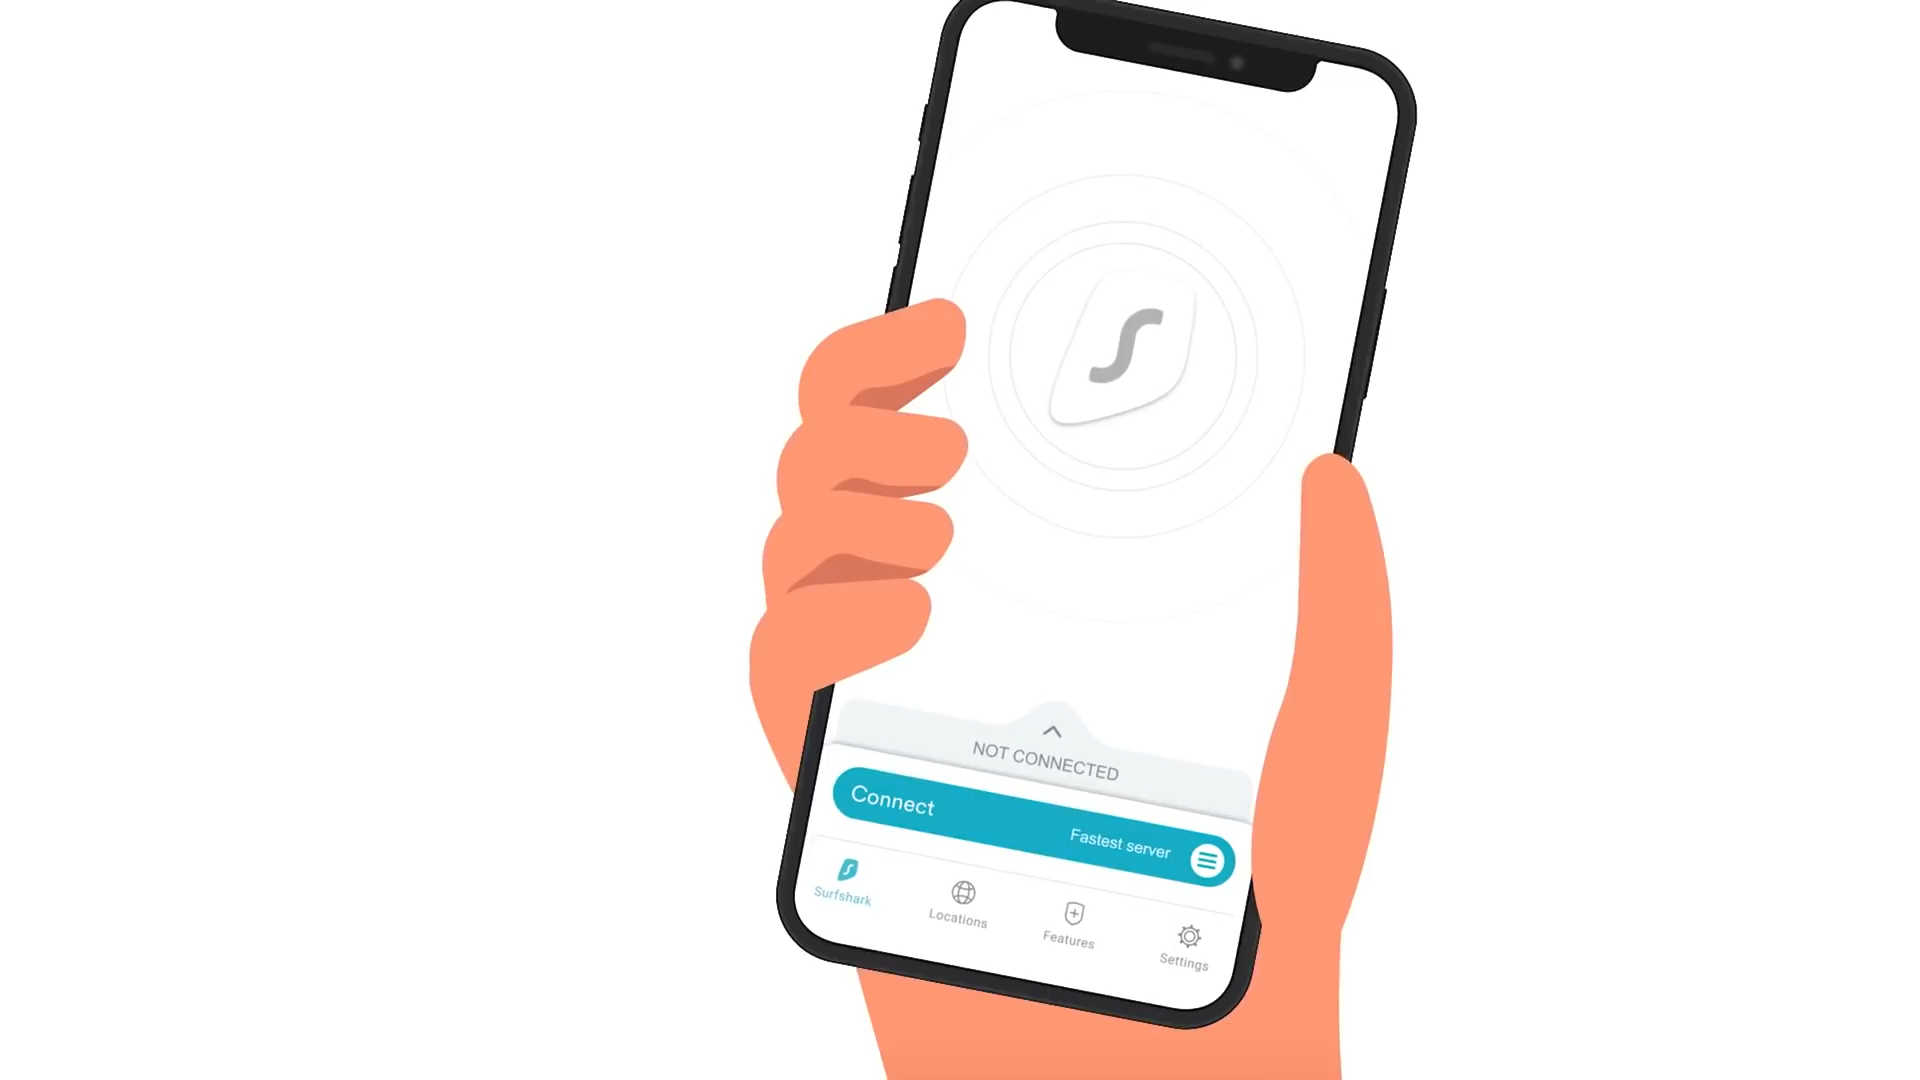 NOT CONNECTED
Connect
Fastest server
Surfshark
Locations
Features
Settings